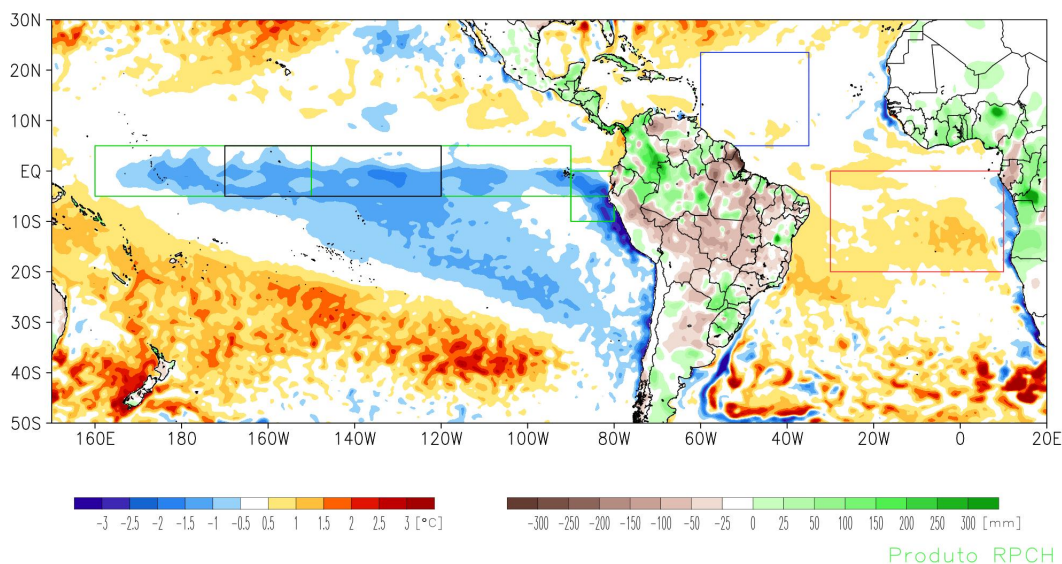 30N
20N
10N
EQ
10S
20S
30S
40S
50S
160E 180 160W 140W 120W 100W 80W 60W 40W 20W 0 20E
-3 -2.5 -2 -1.5 -1 -0.5 0.5 1 1.5 2 2.5 3 [°C]
-300 -250 -200 -150 -100 -50 -25 0 25 50 100 150 200 250 300 [mm]
Produto RPCH